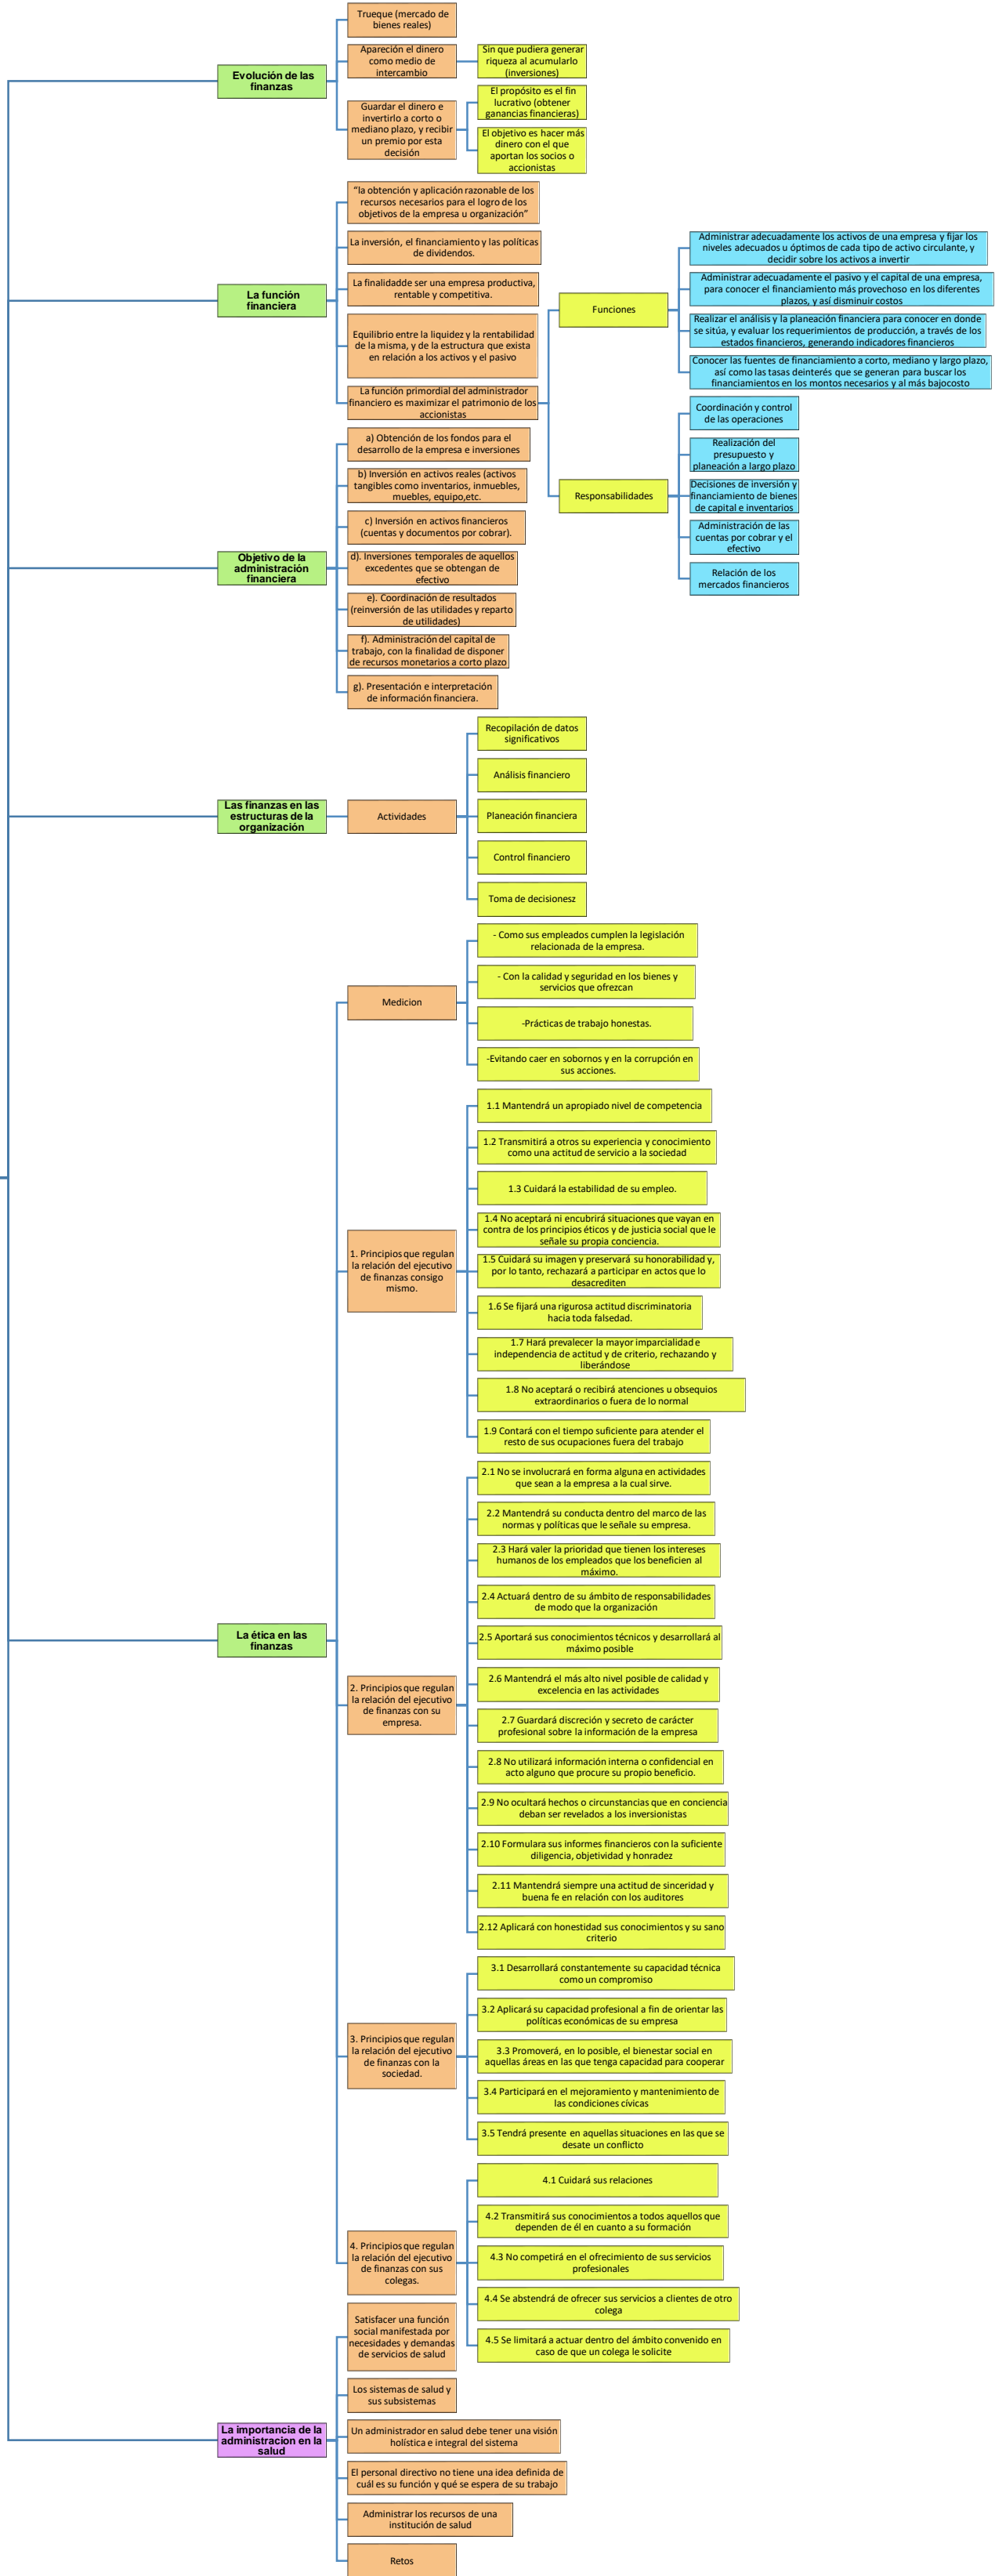 Evolución de las
finanzas
Trueque (mercado de
bienes reales)
Apareción el dinero
como medio de
intercambio
Sin que pudiera generar
riqueza al acumularlo
(inversiones)
Guardar el dinero e
invertirlo a corto o
mediano plazo, y recibir
un premio por esta
decisión
El propósito es el fin
lucrativo (obtener
ganancias financieras)
El objetivo es hacer más
dinero con el que
aportan los socios o
accionistas
La función
financiera
"la obtención y aplicación razonable de los
recursos necesarios para el logro de los
objetivos de la empresa u organización"
La inversión, el financiamiento y las políticas
de dividendos.
La finalidadde ser una empresa productiva,
rentable y competitiva.
Equilibrio entre la liquidez y la rentabilidad
de la misma, y de la estructura que exista
en relación a los activos y el pasivo
La función primordial del administrador
financiero es maximizar el patrimonio de los
accionistas
Funciones
Administrar adecuadamente los activos de una empresa y fijar los
niveles adecuados u óptimos de cada tipo de activo circulante, y
decidir sobre los activos a invertir
Administrar adecuadamente el pasivo y el capital de una empresa,
para conocer el financiamiento más provechoso en los diferentes
plazos, y así disminuir costos
Realizar el análisis y la planeación financiera para conocer en donde
se sitúa, y evaluar los requerimientos de producción, a través de los
estados financieros, generando indicadores financieros
Conocer las fuentes de financiamiento a corto, mediano y largo plazo,
así como las tasas deinterés que se generan para buscar los
financiamientos en los montos necesarios y al más bajocosto
Responsabilidades
Coordinación y control
de las operaciones
Realización del
presupuesto y
planeación a largo plazo
Decisiones de inversión y
financiamiento de bienes
de capital e inventarios
Administración de las
cuentas por cobrar y el
efectivo
Relación de los
mercados financieros
Objetivo de la
administración
financiera
a) Obtención de los fondos para el
desarrollo de la empresa e inversiones
b) Inversión en activos reales (activos
tangibles como inventarios, inmuebles,
muebles, equipo,etc.
c) Inversión en activos financieros
(cuentas y documentos por cobrar).
d). Inversiones temporales de aquellos
excedentes que se obtengan de
efectivo
e). Coordinación de resultados
(reinversión de las utilidades y reparto
de utilidades)
f). Administración del capital de
trabajo, con la finalidad de disponer
de recursos monetarios a corto plazo
g). Presentación e interpretación
de información financiera.
Las finanzas en las
estructuras de la
organización
Actividades
Recopilación de datos
significativos
Análisis financiero
Planeación financiera
Control financiero
Toma de decisionesz
La ética en las
finanzas
Medicion
- Como sus empleados cumplen la legislación
relacionada de la empresa.
- Con la calidad y seguridad en los bienes y
servicios que ofrezcan
-Prácticas de trabajo honestas.
-Evitando caer en sobornos y en la corrupción en
sus acciones.
1. Principios que regulan
la relación del ejecutivo
de finanzas consigo
mismo.
1.1 Mantendrá un apropiado nivel de competencia
1.2 Transmitirá a otros su experiencia y conocimiento
como una actitud de servicio a la sociedad
1.3 Cuidará la estabilidad de su empleo.
1.4 No aceptará ni encubrirá situaciones que vayan en
contra de los principios éticos y de justicia social que le
señale su propia conciencia.
1.5 Cuidará su imagen y preservará su honorabilidad y,
por lo tanto, rechazará a participar en actos que lo
desacrediten
1.6 Se fijará una rigurosa actitud discriminatoria
hacia toda falsedad.
1.7 Hará prevalecer la mayor imparcialidad e
independencia de actitud y de criterio, rechazando y
liberándose
1.8 No aceptará o recibirá atenciones u obsequios
extraordinarios o fuera de lo normal
1.9 Contará con el tiempo suficiente para atender el
resto de sus ocupaciones fuera del trabajo
2. Principios que regulan
la relación del ejecutivo
de finanzas con su
empresa.
2.1 No se involucrará en forma alguna en actividades
que sean a la empresa a la cual sirve.
2.2 Mantendrá su conducta dentro del marco de las
normas y políticas que le señale su empresa.
2.3 Hará valer la prioridad que tienen los intereses
humanos de los empleados que los beneficien al
máximo.
2.4 Actuará dentro de su ámbito de responsabilidades
de modo que la organización
2.5 Aportará sus conocimientos técnicos y desarrollará al
máximo posible
2.6 Mantendrá el más alto nivel posible de calidad y
excelencia en las actividades
2.7 Guardará discreción y secreto de carácter
profesional sobre la información de la empresa
2.8 No utilizará información interna o confidencial en
acto alguno que procure su propio beneficio.
2.9 No ocultará hechos o circunstancias que en conciencia
deban ser revelados a los inversionistas
2.10 Formulara sus informes financieros con la suficiente
diligencia, objetividad y honradez
2.11 Mantendrá siempre una actitud de sinceridad y
buena fe en relación con los auditores
2.12 Aplicará con honestidad sus conocimientos y su sano
criterio
3. Principios que regulan
la relación del ejecutivo
de finanzas con la
sociedad.
3.1 Desarrollará constantemente su capacidad técnica
como un compromiso
3.2 Aplicará su capacidad profesional a fin de orientar las
políticas económicas de su empresa
3.3 Promoverá, en lo posible, el bienestar social en
aquellas áreas en las que tenga capacidad para cooperar
3.4 Participará en el mejoramiento y mantenimiento de
las condiciones cívicas
3.5 Tendrá presente en aquellas situaciones en las que se
desate un conflicto
4. Principios que regulan
la relación del ejecutivo
de finanzas con sus
colegas.
4.1 Cuidará sus relaciones
4.2 Transmitirá sus conocimientos a todos aquellos que
dependen de él en cuanto a su formación
4.3 No competirá en el ofrecimiento de sus servicios
profesionales
4.4 Se abstendrá de ofrecer sus servicios a clientes de otro
colega
4.5 Se limitará a actuar dentro del ámbito convenido en
caso de que un colega le solicite
La importancia de la
administracion en la
salud
Satisfacer una función
social manifestada por
necesidades y demandas
de servicios de salud
Los sistemas de salud y
sus subsistemas
Un administrador en salud debe tener una visión
holística e integral del sistema
El personal directivo no tiene una idea definida de
cuál es su función y qué se espera de su trabajo
Administrar los recursos de una
institución de salud
Retos